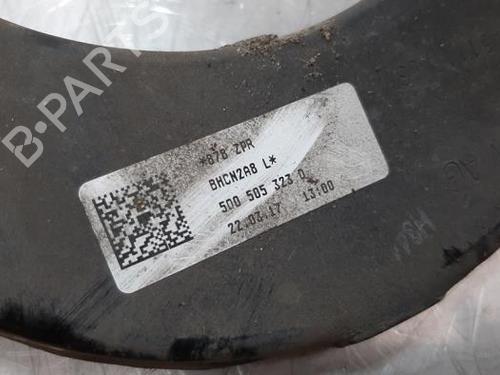 B-PARTS
*878 ZPR
BHCN2A8 L*
5Q0 505 323 D
22.03.17 13:00